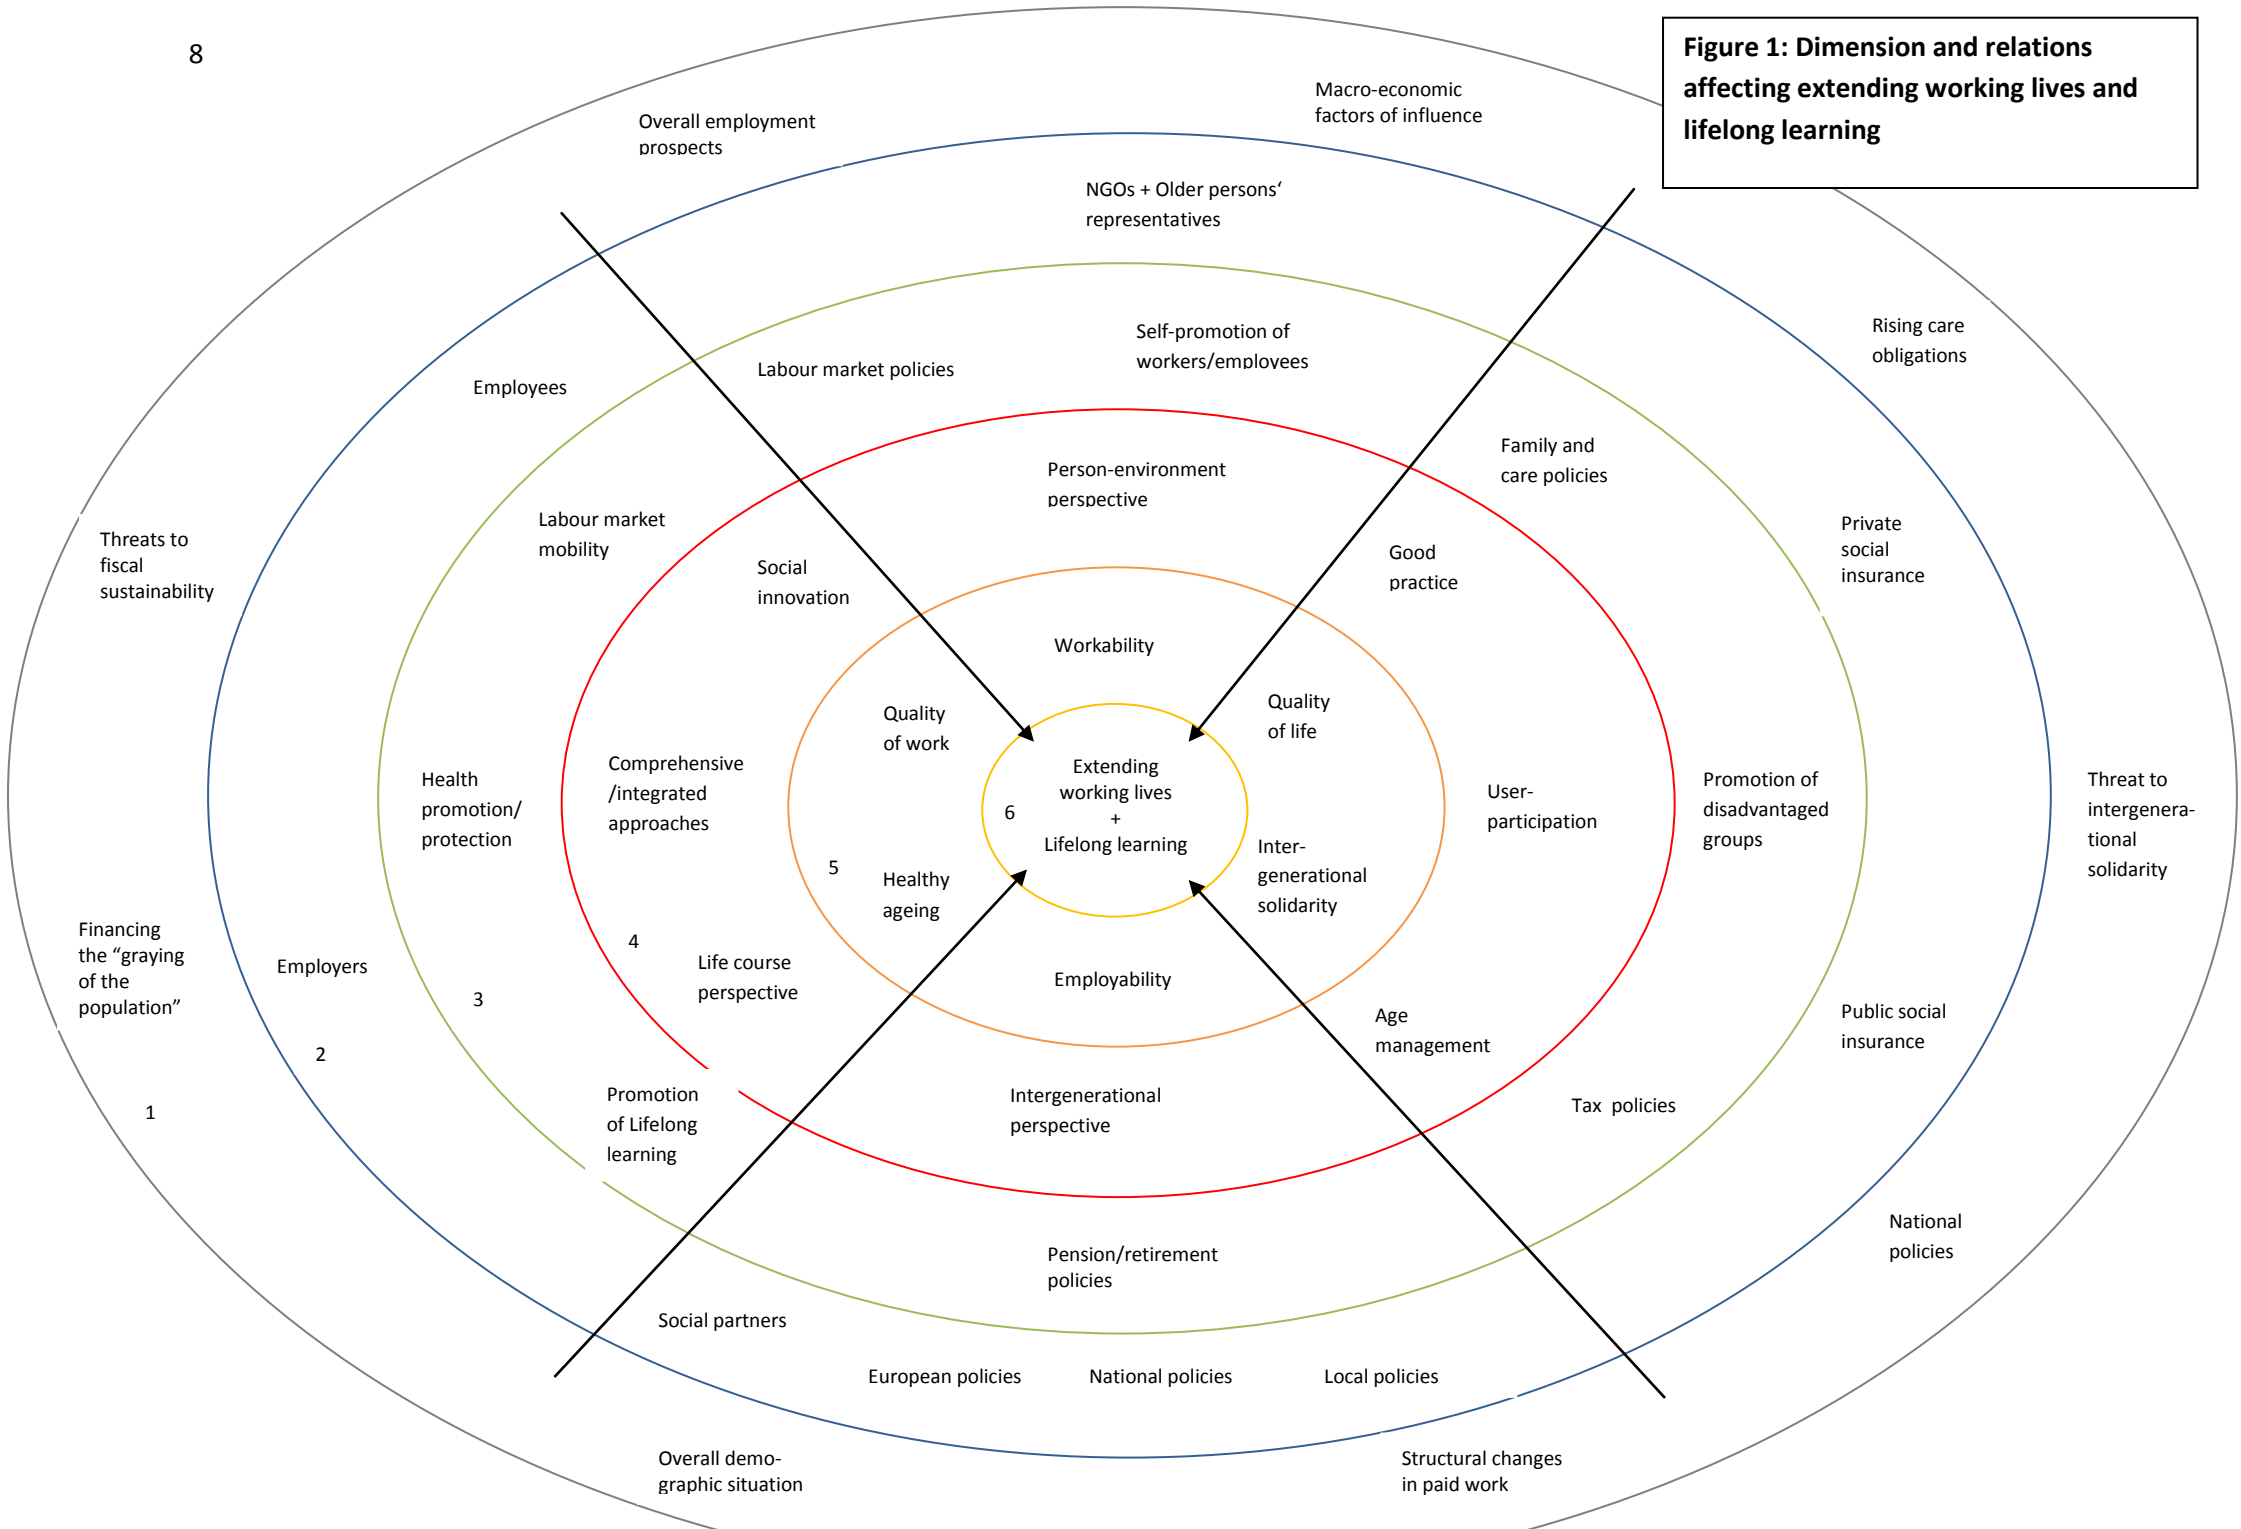 8
Figure 1: Dimension and relations
affecting extending working lives and
lifelong learning
Macro-economic
factors of influence
Overall employment
prospects
NGOs + Older persons‘
representatives
Rising care
obligations
Self-promotion of
workers/employees
Labour market policies
Employees
Family and
care policies
Person-environment
perspective
Labour market
mobility
Private
social
insurance
Threats to
fiscal
sustainability
Good
practice
Social
innovation
Workability
Quality
of life
Quality
of work
Comprehensive
/integrated
approaches
Health
promotion/
protection
Extending
working lives
+
Lifelong learning
6
User-
participation
Promotion of
disadvantaged
groups
Threat to
intergenera-
tional
solidarity
Inter-
generational
solidarity
5
Healthy
ageing
Financing
the “graying
of the
population”
Employers
4
Life course
perspective
Employability
3
Age
management
Public social
insurance
2
1
Promotion
of Lifelong
learning
Intergenerational
perspective
Tax  policies
National
policies
Pension/retirement
policies
Social partners
European policies
National policies
Local policies
Overall demo-
graphic situation
Structural changes
in paid work